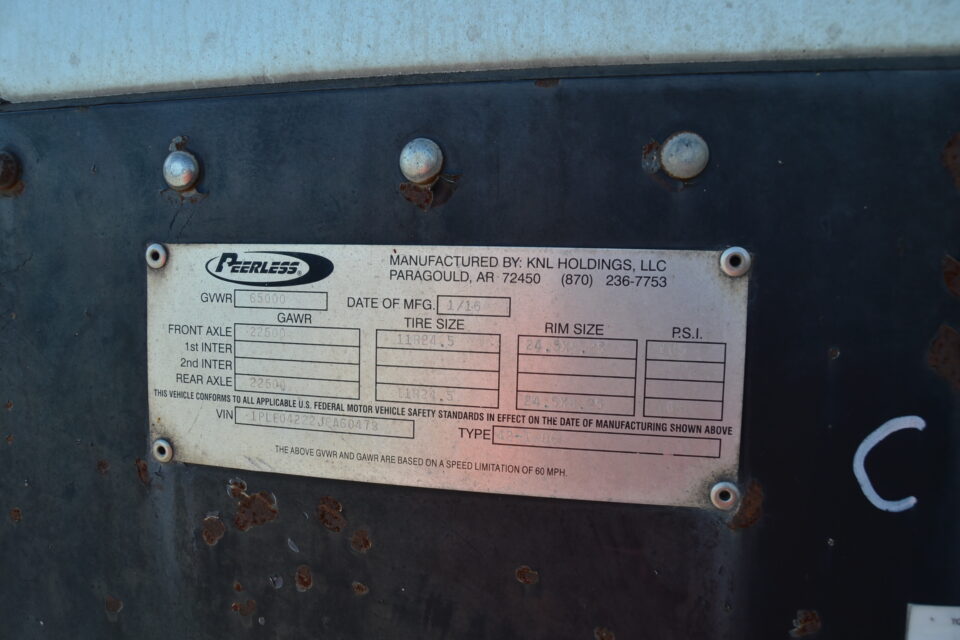 PEERLESS®
MANUFACTURED BY: KNL HOLDINGS, LLC
PARAGOULD, AR 72450 (870) 236-7753
GVWR 65000 DATE OF MFG. 1/16
GAWR TIRE SIZE RIM SIZE P.S.I.
FRONT AXLE 22500 11R24.5
1st INTER
2nd INTER
REAR AXLE 22500 11R24.5
THIS VEHICLE CONFORMS TO ALL APPLICABLE U.S. FEDERAL MOTOR VEHICLE SAFETY STANDARDS IN EFFECT ON THE DATE OF MANUFACTURING SHOWN ABOVE
VIN
TYPE
THE ABOVE GVWR AND GAWR ARE BASED ON A SPEED LIMITATION OF 60 MPH.
C